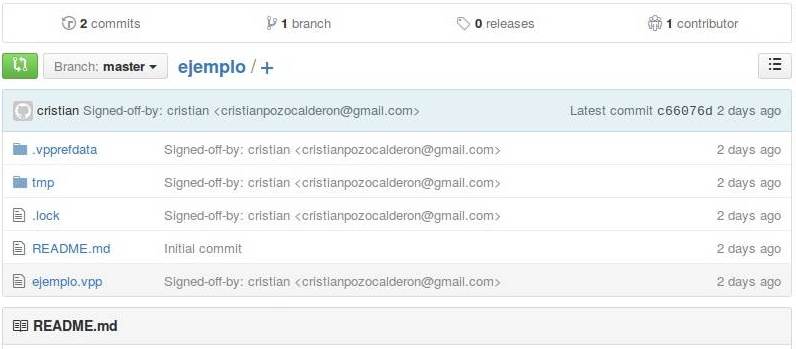 2 commits 1 branch 0 releases 1 contributor
Branch: master ejemplo / +
cristian Signed-off-by: cristian <cristianpozocalderon@gmail.com> Latest commit c66076d 2 days ago
.vpprefdata Signed-off-by: cristian <cristianpozocalderon@gmail.com> 2 days ago
tmp Signed-off-by: cristian <cristianpozocalderon@gmail.com> 2 days ago
.lock Signed-off-by: cristian <cristianpozocalderon@gmail.com> 2 days ago
README.md Initial commit 2 days ago
ejemplo.vpp Signed-off-by: cristian <cristianpozocalderon@gmail.com> 2 days ago
README.md